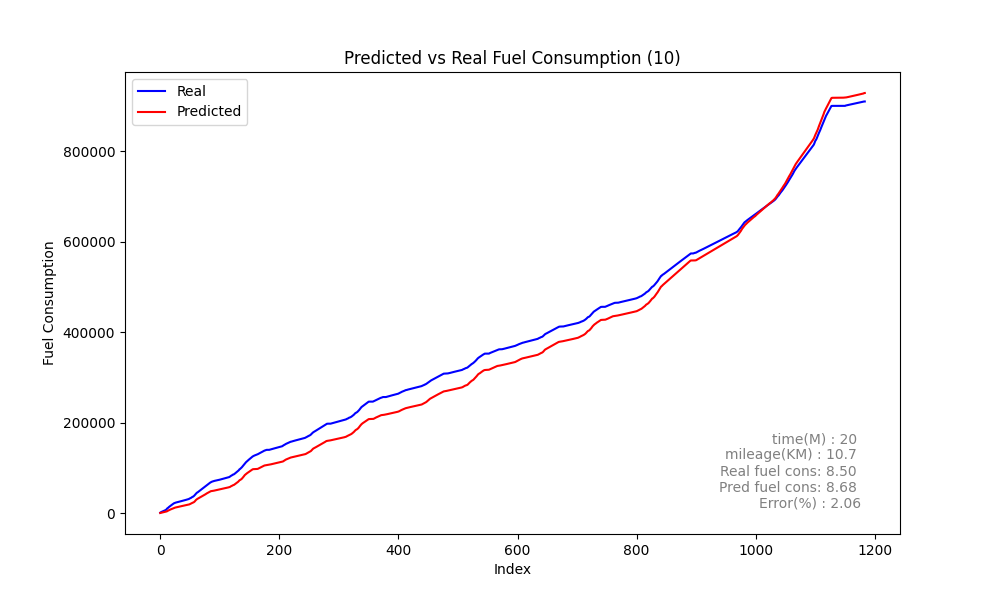 Predicted vs Real Fuel Consumption (10)
Real
Predicted
Fuel Consumption
800000
600000
400000
200000
0
time(M) : 20
mileage(KM) : 10.7
Real fuel cons: 8.50
Pred fuel cons: 8.68
Error(%) : 2.06
0 200 400 600 800 1000 1200
Index